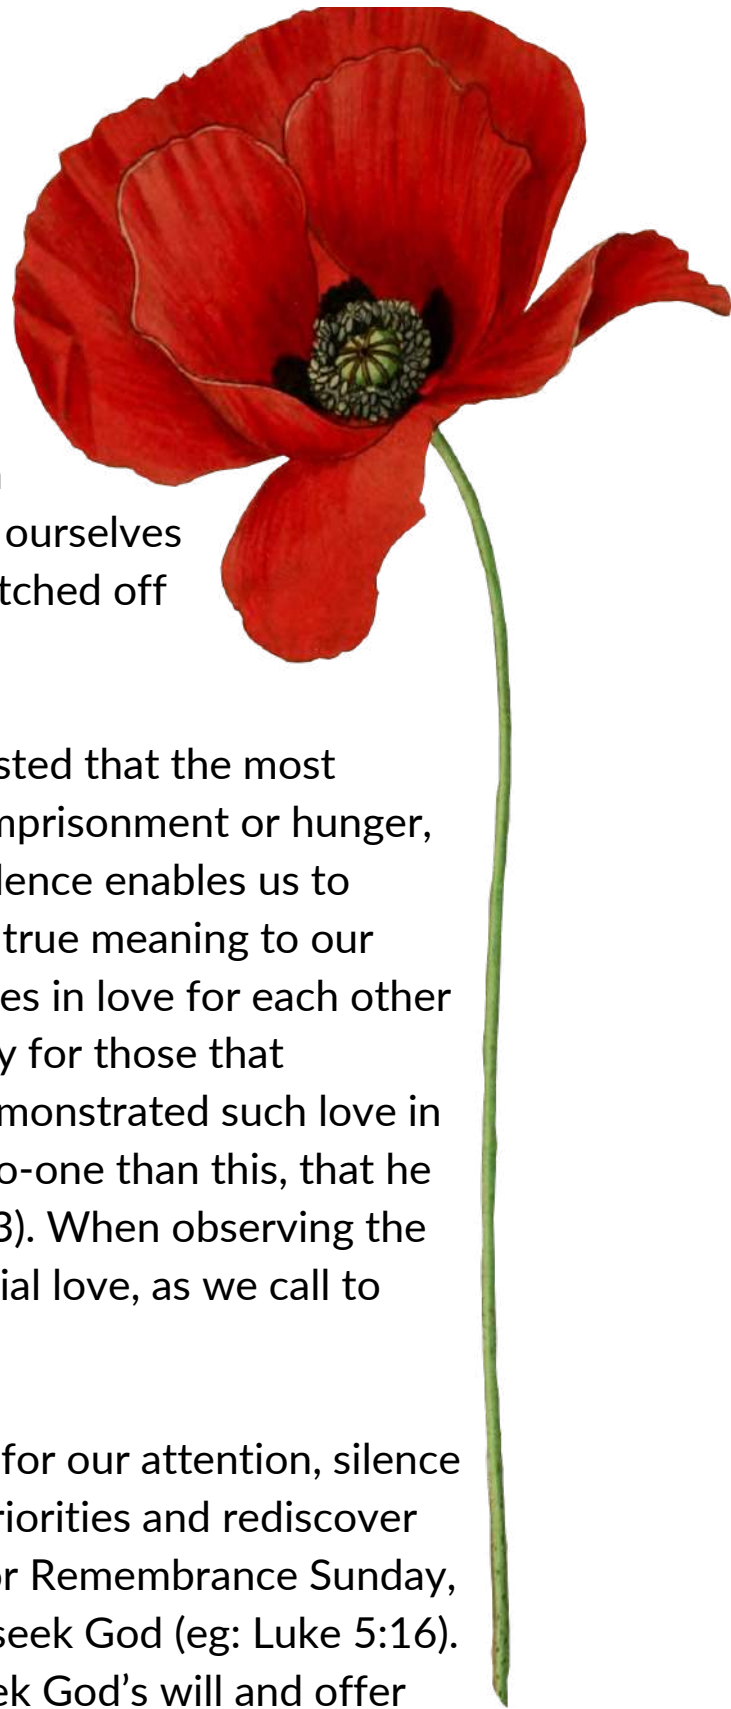 ourselves
tched off
sted that the most
mprisonment or hunger,
lence enables us to
true meaning to our
es in love for each other
y for those that
monstrated such love in
o-one than this, that he
3). When observing the
ial love, as we call to
for our attention, silence
riorities and rediscover
or Remembrance Sunday,
seek God (eg: Luke 5:16).
ek God’s will and offer